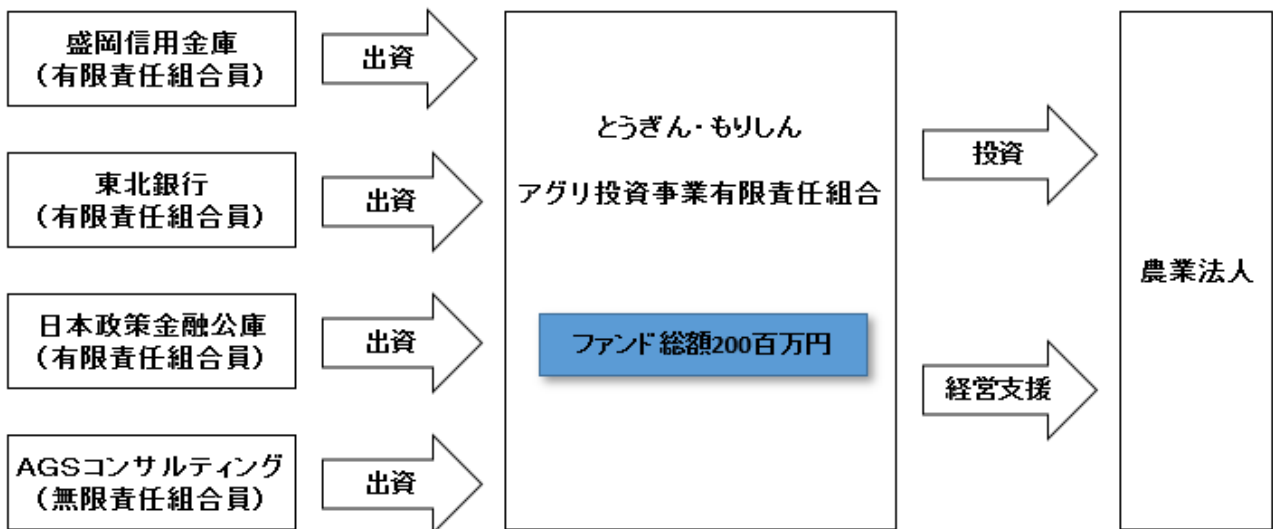 盛岡信用金庫
（有限責任組合員）
出資
東北銀行
（有限責任組合員）
出資
日本政策金融公庫
（有限責任組合員）
出資
AGSコンサルティング
（無限責任組合員）
出資
とうぎん・もりしん
アグリ投資事業有限責任組合
ファンド総額200百万円
投資
経営支援
農業法人